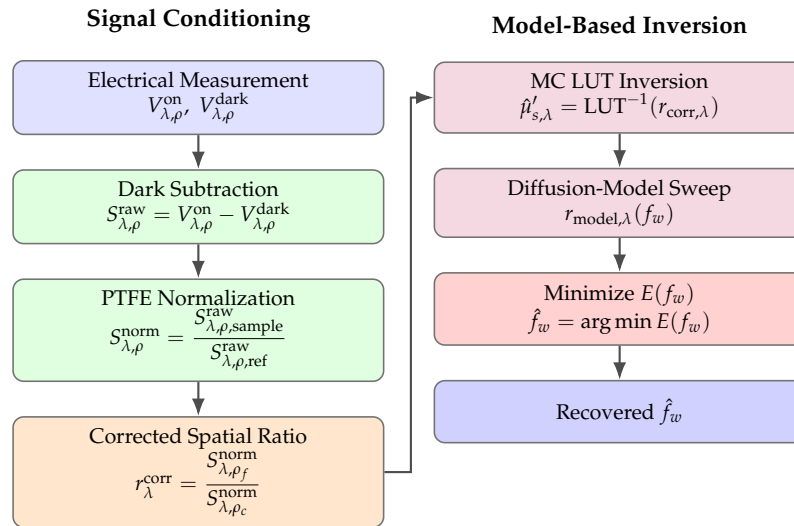 Signal Conditioning
Electrical Measurement
V^on_λ,ρ, V^dark_λ,ρ
Dark Subtraction
S^raw_λ,ρ = V^on_λ,ρ − V^dark_λ,ρ
PTFE Normalization
S^norm_λ,ρ = S^raw_λ,ρ,sample / S^raw_λ,ρ,ref
Corrected Spatial Ratio
r^corr_λ = S^norm_λ,ρ_f / S^norm_λ,ρ_c
Model-Based Inversion
MC LUT Inversion
μ̂′_s,λ = LUT⁻¹(r_corr,λ)
Diffusion-Model Sweep
r_model,λ(f_w)
Minimize E(f_w)
f̂_w = arg min E(f_w)
Recovered f̂_w